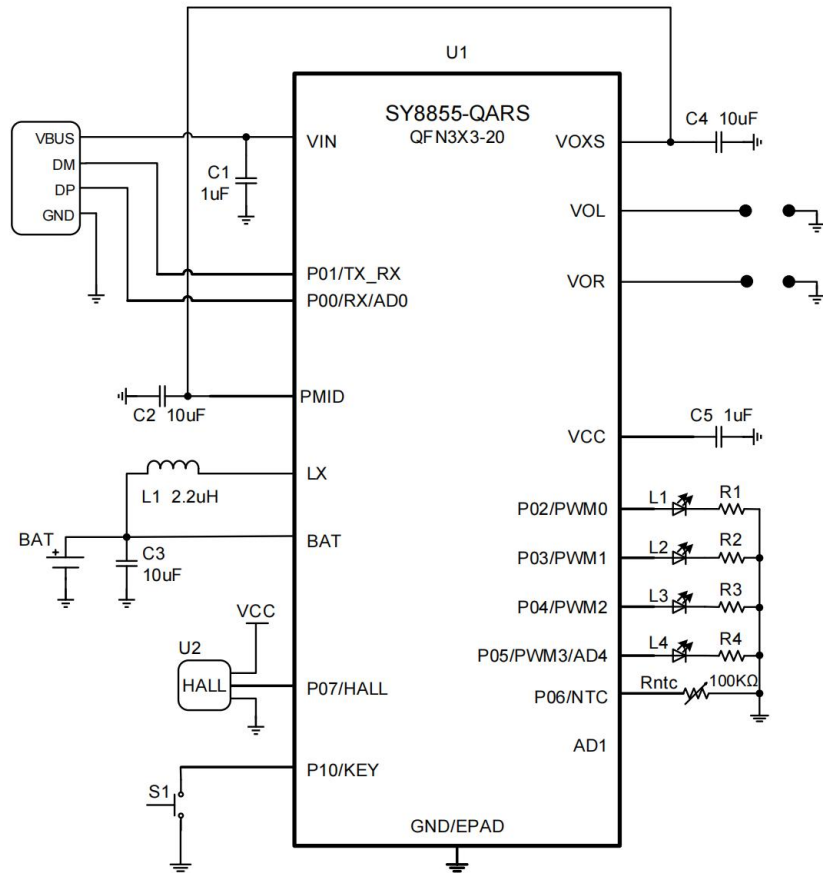 U1
SY8855-QARS
QFN3X3-20
VBUS
DM
DP
GND
C1
1uF
VIN
P01/TX_RX
P00/RX/AD0
PMID
C2 10uF
LX
L1 2.2uH
BAT
BAT
+
C3
10uF
VCC
U2
HALL
P07/HALL
P10/KEY
S1
GND/EPAD
VOXS
C4 10uF
VOL
VOR
VCC
C5 1uF
P02/PWM0
L1
R1
P03/PWM1
L2
R2
P04/PWM2
L3
R3
P05/PWM3/AD4
L4
R4
P06/NTC
Rntc
100KΩ
AD1